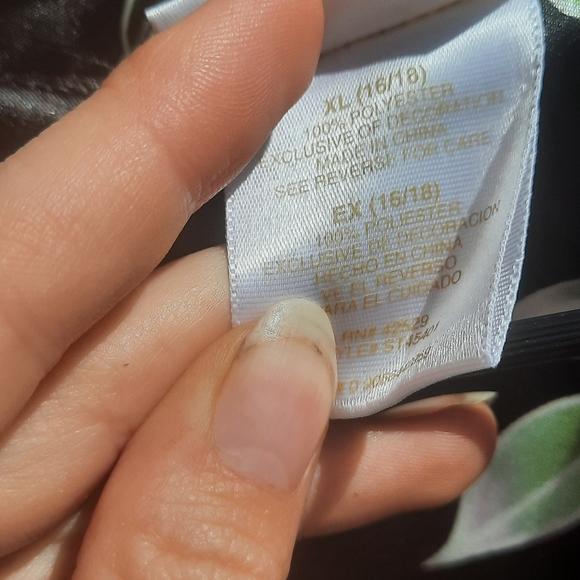 XL (16/18)
100% POLYESTER
EXCLUSIVE OF DECORATION
MADE IN CHINA
SEE REVERSE FOR CARE
EX (16/18)
100% POLIESTER
EXCLUSIVE DE DECORACION
HECHO EN CHINA
EL REVERSO
PARA EL CUIDADO
RN#